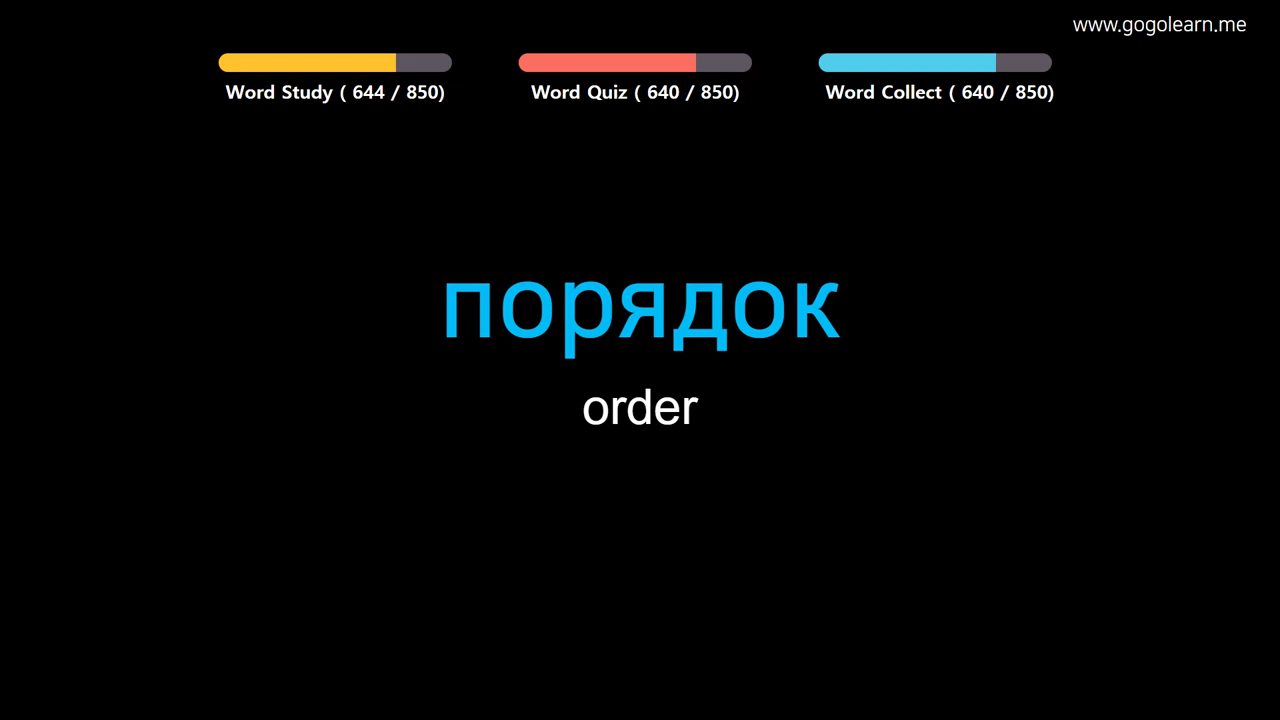 www.gogolearn.me
Word Study ( 644 / 850)
Word Quiz ( 640 / 850)
Word Collect ( 640 / 850)
порядок
order